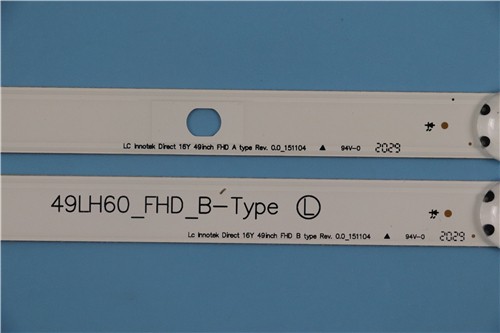 LC Innotek Direct 16Y 49inch FHD A type Rev. 0.0_151104 ▲ 94V-0 2029
49LH60_FHD_B-Type Ⓛ
Lc Innotek Direct 16Y 49inch FHD B type Rev. 0.0_151104 ▲ 94V-0 2029